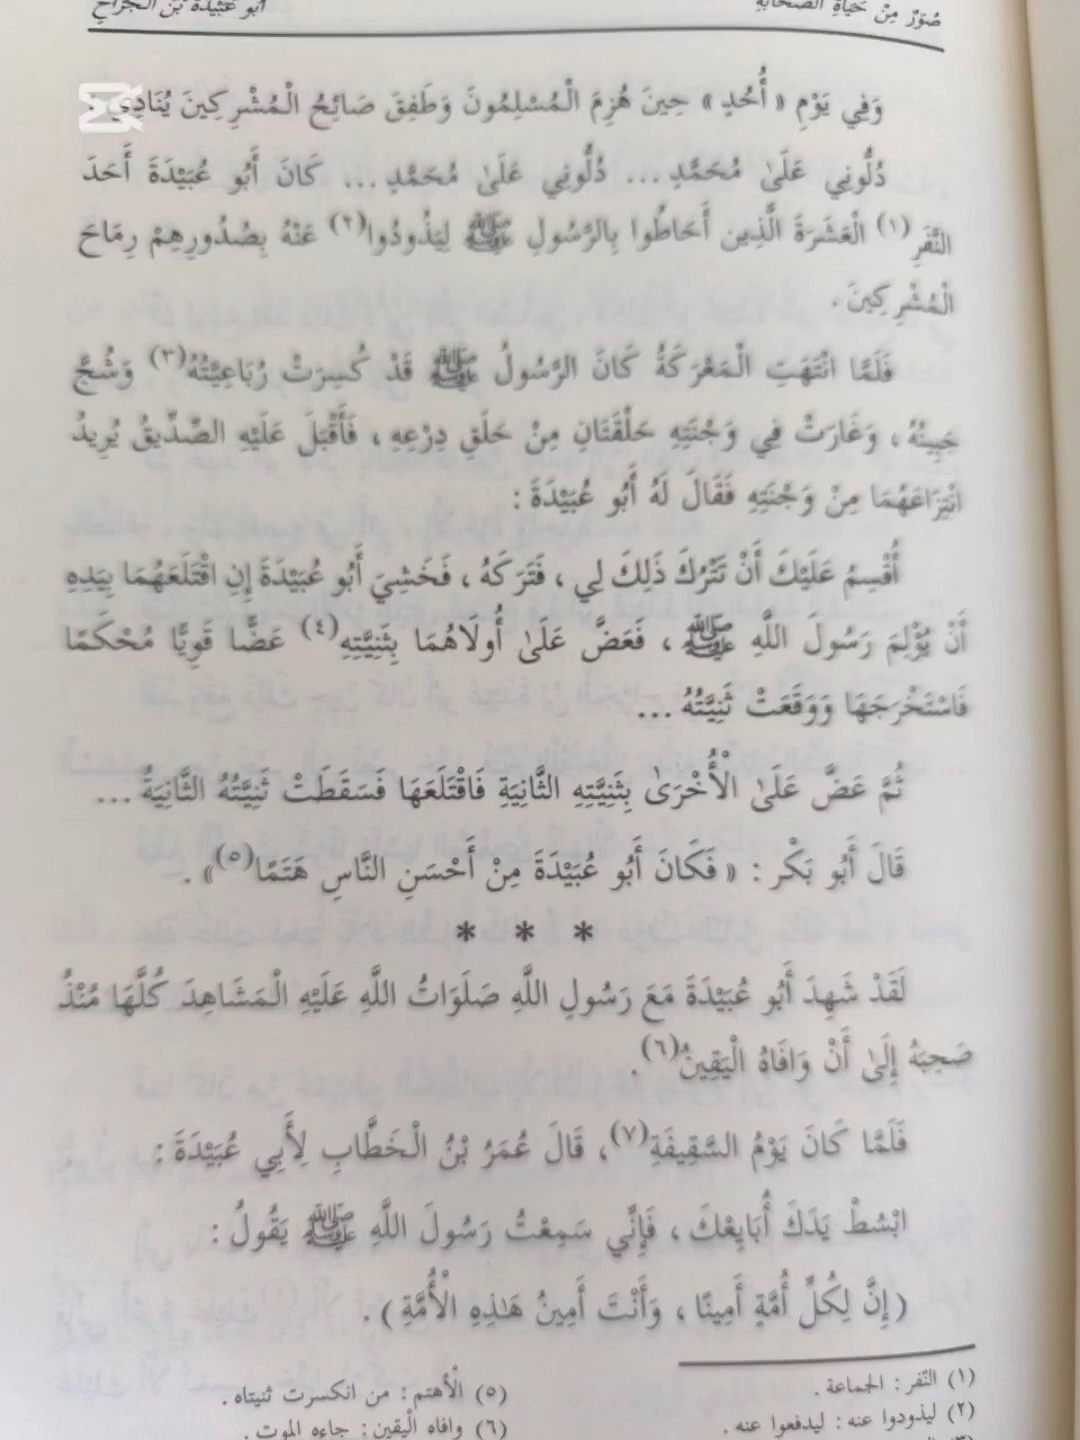 صُوَرٌ مِنْ حَيَاةِ الصَّحَابَةِ
أَبُو عُبَيْدَةَ بْنُ الْجَرَّاحِ
وَفِي يَوْمِ « أُحُدٍ » حِينَ هُزِمَ الْمُسْلِمُونَ وَطَفِقَ صَائِحُ الْمُشْرِكِينَ يُنَادِي :
دُلُّونِي عَلَىٰ مُحَمَّدٍ ... دُلُّونِي عَلَىٰ مُحَمَّدٍ ... كَانَ أَبُو عُبَيْدَةَ أَحَدَ
النَّفَرِ(١) الْعَشَرَةَ الَّذِين أَحَاطُوا بِالرَّسُولِ ﷺ لِيَذُودُوا(٢) عَنْهُ بِصُدُورِهِمْ رِمَاحَ
الْمُشْرِكِينَ .
فَلَمَّا انْتَهَتِ الْمَعْرَكَةُ كَانَ الرَّسُولُ ﷺ قَدْ كُسِرَتْ رُبَاعِيَّتُهُ(٣) وَشُجَّ
جَبِينُهُ ، وَغَارَتْ فِي وَجْنَتِهِ حَلْقَتَانِ مِنْ حَلَقِ دِرْعِهِ ، فَأَقْبَلَ عَلَيْهِ الصِّدِّيقُ يُرِيدُ
انْتِزَاعَهُمَا مِنْ وَجْنَتِهِ فَقَالَ لَهُ أَبُو عُبَيْدَةَ :
أُقْسِمُ عَلَيْكَ أَنْ تَتْرُكَ ذَلِكَ لِي ، فَتَرَكَهُ ، فَخَشِيَ أَبُو عُبَيْدَةَ إِنِ اقْتَلَعَهُمَا بِيَدِهِ
أَنْ يُؤْلِمَ رَسُولَ اللَّهِ ﷺ ، فَعَضَّ عَلَىٰ أُولَاهُمَا بِثَنِيَّتِهِ(٤) عَضًّا قَوِيًّا مُحْكَمًا
فَاسْتَخْرَجَهَا وَوَقَعَتْ ثَنِيَّتُهُ ...
ثُمَّ عَضَّ عَلَىٰ الْأُخْرَىٰ بِثَنِيَّتِهِ الثَّانِيَةِ فَاقْتَلَعَهَا فَسَقَطَتْ ثَنِيَّتُهُ الثَّانِيَةُ ...
قَالَ أَبُو بَكْر : « فَكَانَ أَبُو عُبَيْدَةَ مِنْ أَحْسَنِ النَّاسِ هَتَمًا(٥)» .
* * *
لَقَدْ شَهِدَ أَبُو عُبَيْدَةَ مَعَ رَسُولِ اللَّهِ صَلَوَاتُ اللَّهِ عَلَيْهِ الْمَشَاهِدَ كُلَّهَا مُنْذُ
صَحِبَهُ إِلَىٰ أَنْ وَافَاهُ الْيَقِينُ(٦).
فَلَمَّا كَانَ يَوْمُ السَّقِيفَةِ(٧)، قَالَ عُمَرُ بْنُ الْخَطَّابِ لِأَبِي عُبَيْدَةَ :
ابْسُطْ يَدَكَ أُبَايِعْكَ ، فَإِنِّي سَمِعْتُ رَسُولَ اللَّهِ ﷺ يَقُولُ :
( إِنَّ لِكُلِّ أُمَّةٍ أَمِينًا ، وَأَنْتَ أَمِينُ هَـٰذِهِ الْأُمَّةِ ) .
(١) النّفر : الجماعة .
(٢) ليذودوا عنه : ليدفعوا عنه .
(٥) الْأهتم : من انكسرت ثنيتاه .
(٦) وافاه الْيقين : جاءه الموت .